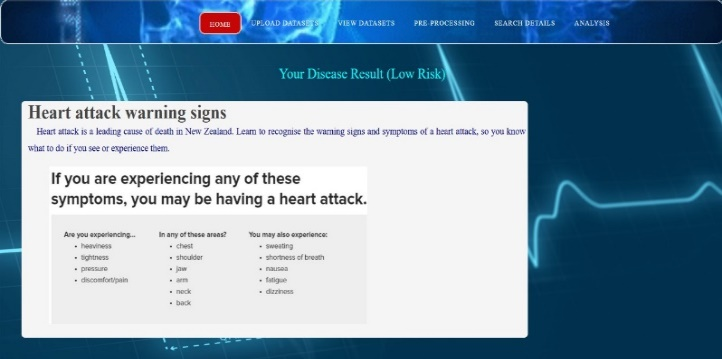 HOME UPLOAD DATASETS VIEW DATASETS PRE-PROCESSING SEARCH DETAILS ANALYSIS
Your Disease Result (Low Risk)
Heart attack warning signs
Heart attack is a leading cause of death in New Zealand. Learn to recognise the warning signs and symptoms of a heart attack, so you know
what to do if you see or experience them.
If you are experiencing any of these
symptoms, you may be having a heart attack.
Are you experiencing...
• heaviness
• tightness
• pressure
• discomfort/pain
In any of these areas?
• chest
• shoulder
• jaw
• arm
• neck
• back
You may also experience:
• sweating
• shortness of breath
• nausea
• fatigue
• dizziness